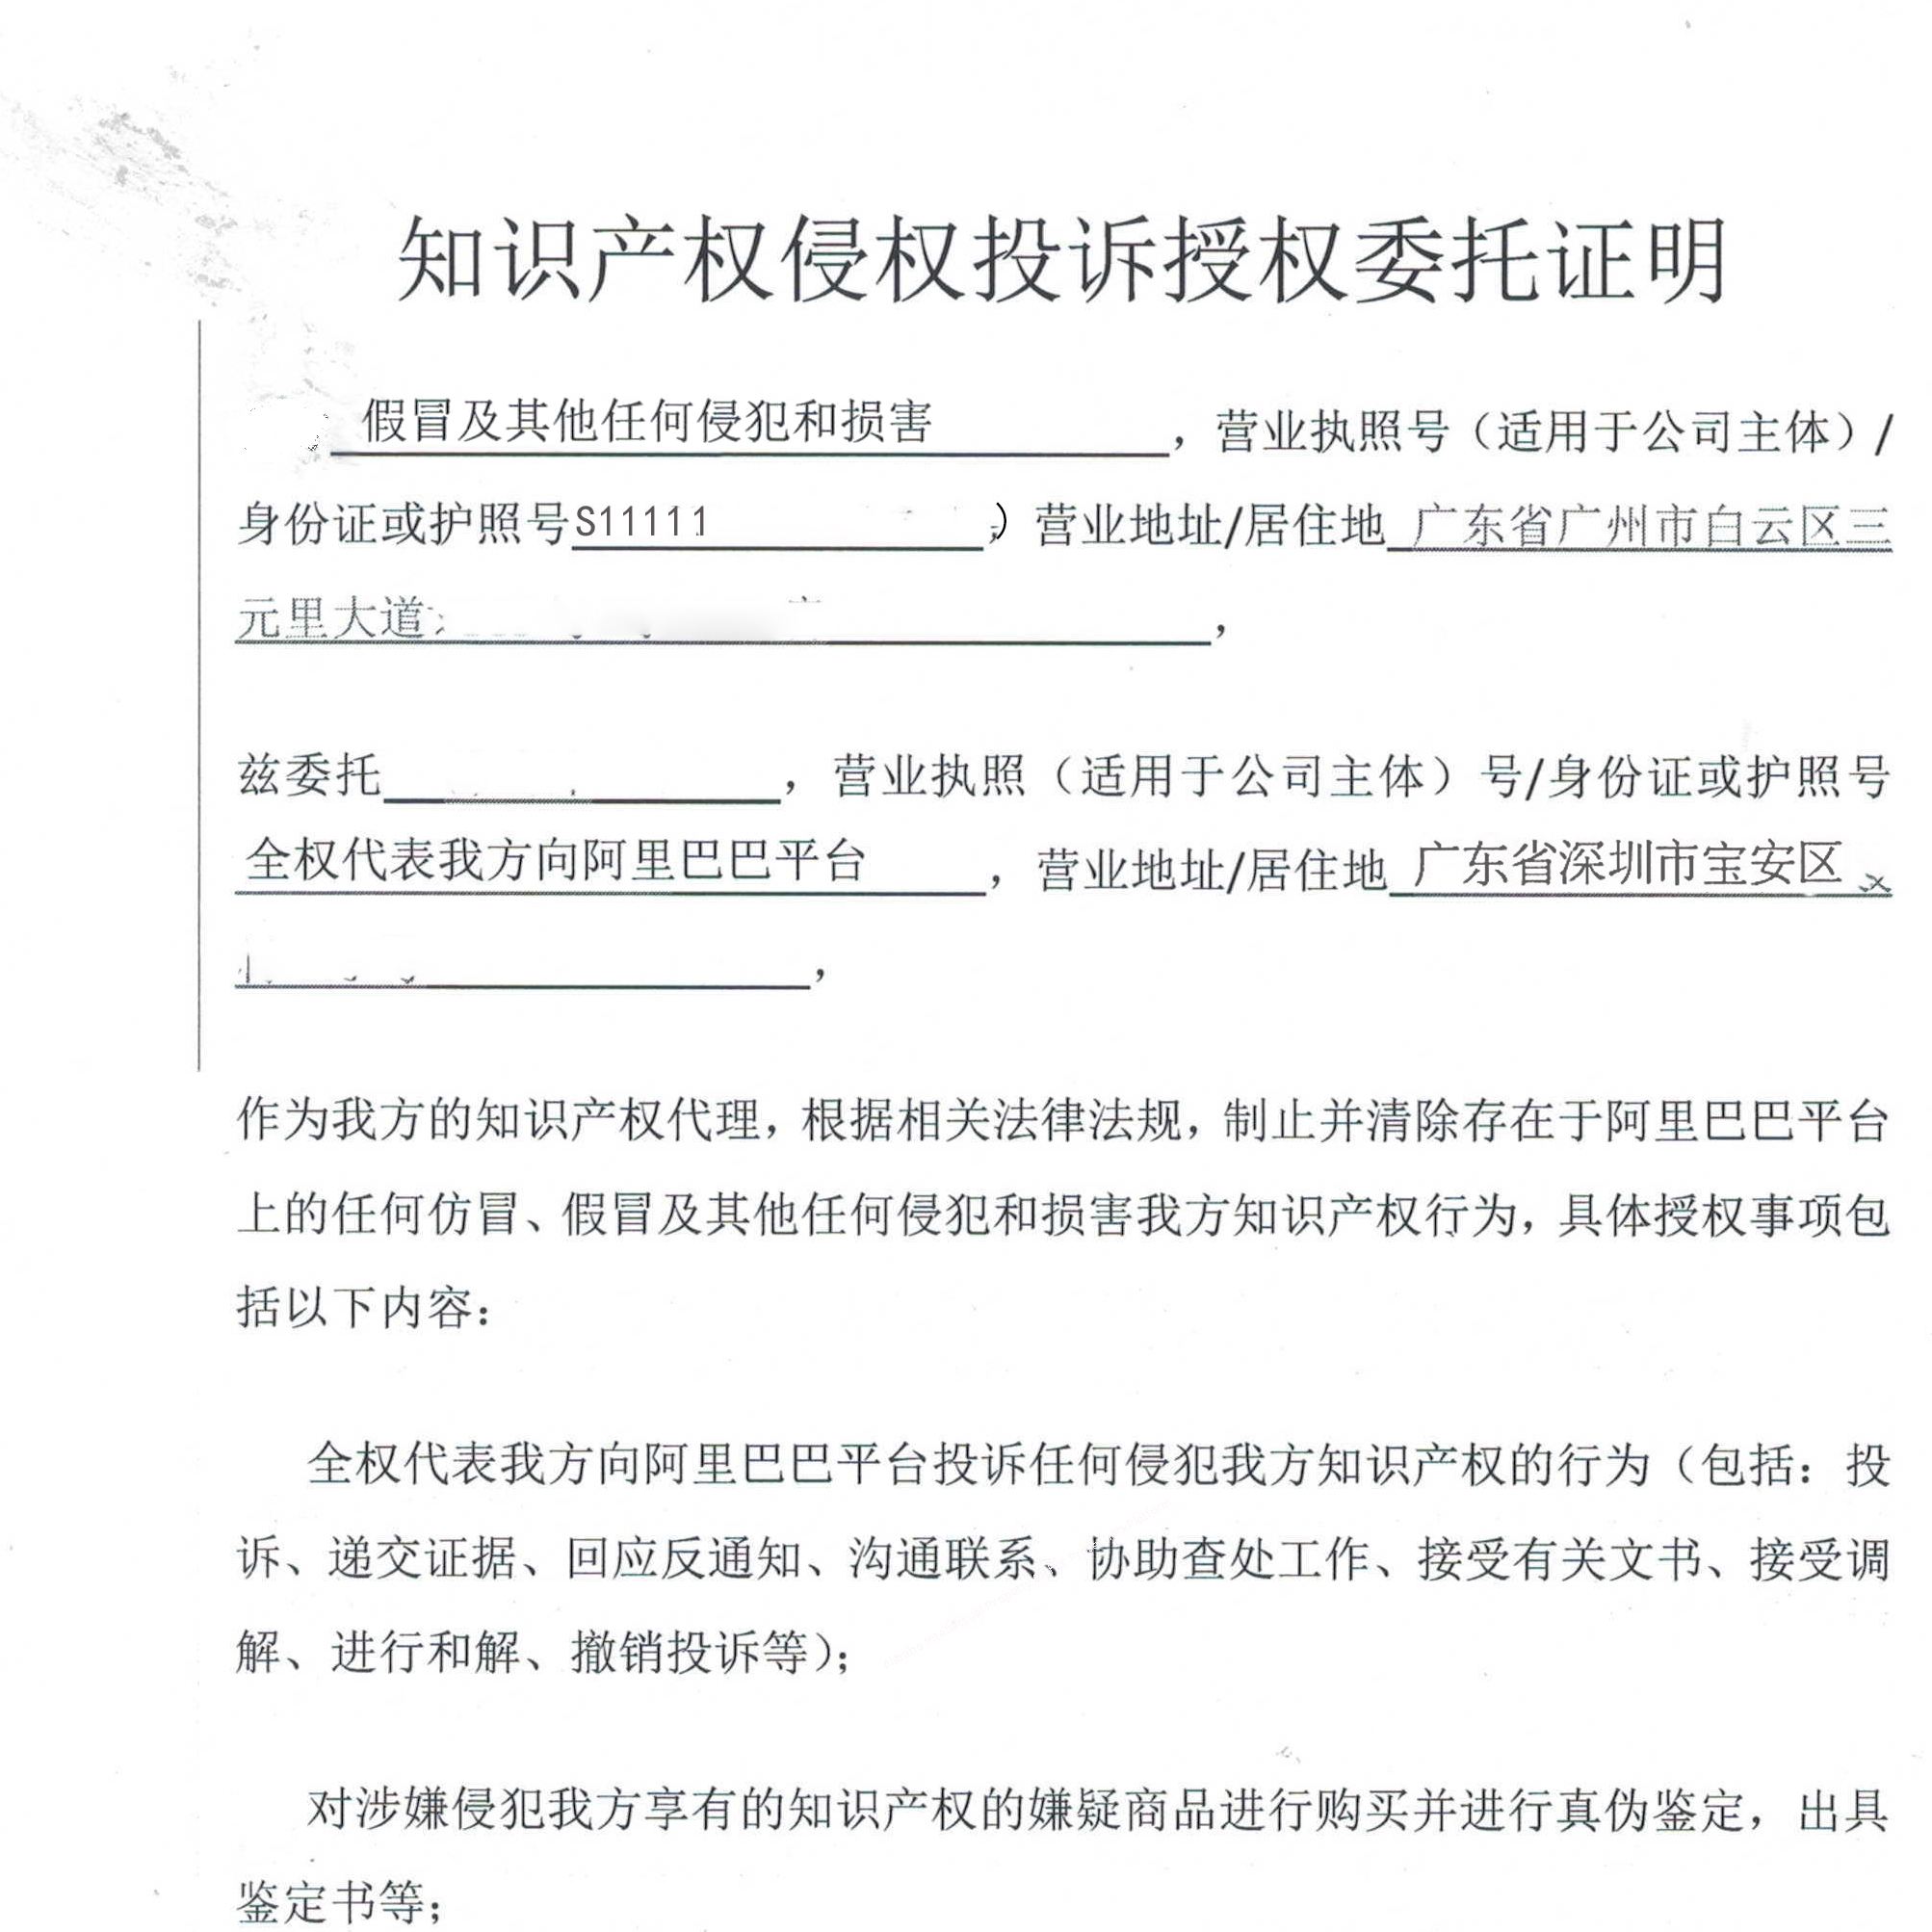 知识产权侵权投诉授权委托证明
假冒及其他任何侵犯和损害，营业执照号（适用于公司主体）/
身份证或护照号S11111，）营业地址/居住地 广东省广州市白云区三
元里大道，
兹委托，营业执照（适用于公司主体）号/身份证或护照号
全权代表我方向阿里巴巴平台，营业地址/居住地 广东省深圳市宝安区
，
作为我方的知识产权代理，根据相关法律法规，制止并清除存在于阿里巴巴平台
上的任何仿冒、假冒及其他任何侵犯和损害我方知识产权行为，具体授权事项包
括以下内容：
全权代表我方向阿里巴巴平台投诉任何侵犯我方知识产权的行为（包括：投
诉、递交证据、回应反通知、沟通联系、协助查处工作、接受有关文书、接受调
解、进行和解、撤销投诉等）；
对涉嫌侵犯我方享有的知识产权的嫌疑商品进行购买并进行真伪鉴定，出具
鉴定书等；